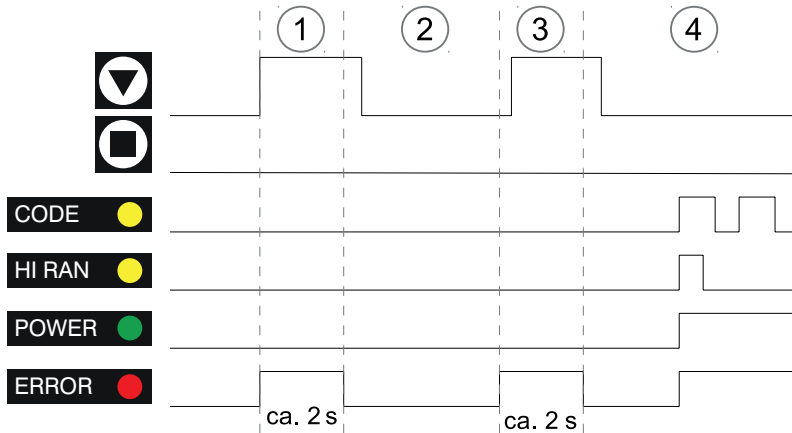 1 2 3 4
CODE
HI RAN
POWER
ERROR
ca. 2 s ca. 2 s